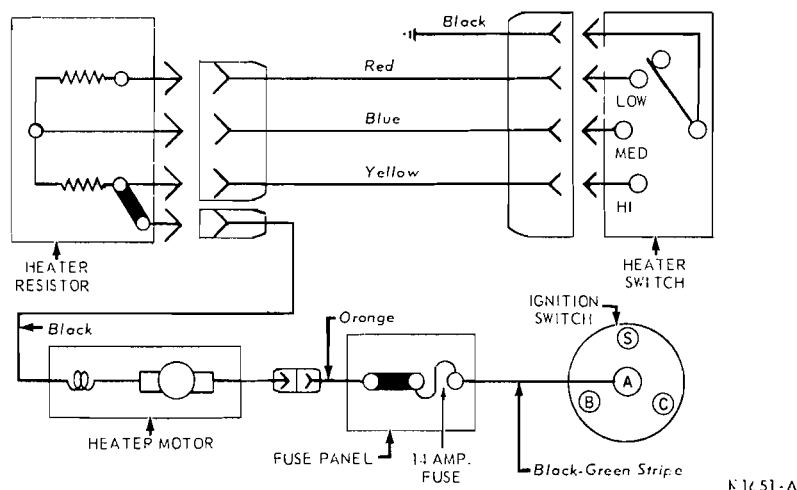 Black
Red
LOW
Blue
MED
Yellow
HI
HEATER
RESISTOR
HEATER
SWITCH
IGNITION
SWITCH
Orange
Black
S
A
B
C
HEATER MOTOR
FUSE PANEL
14 AMP.
FUSE
Black-Green Stripe
K1651-A